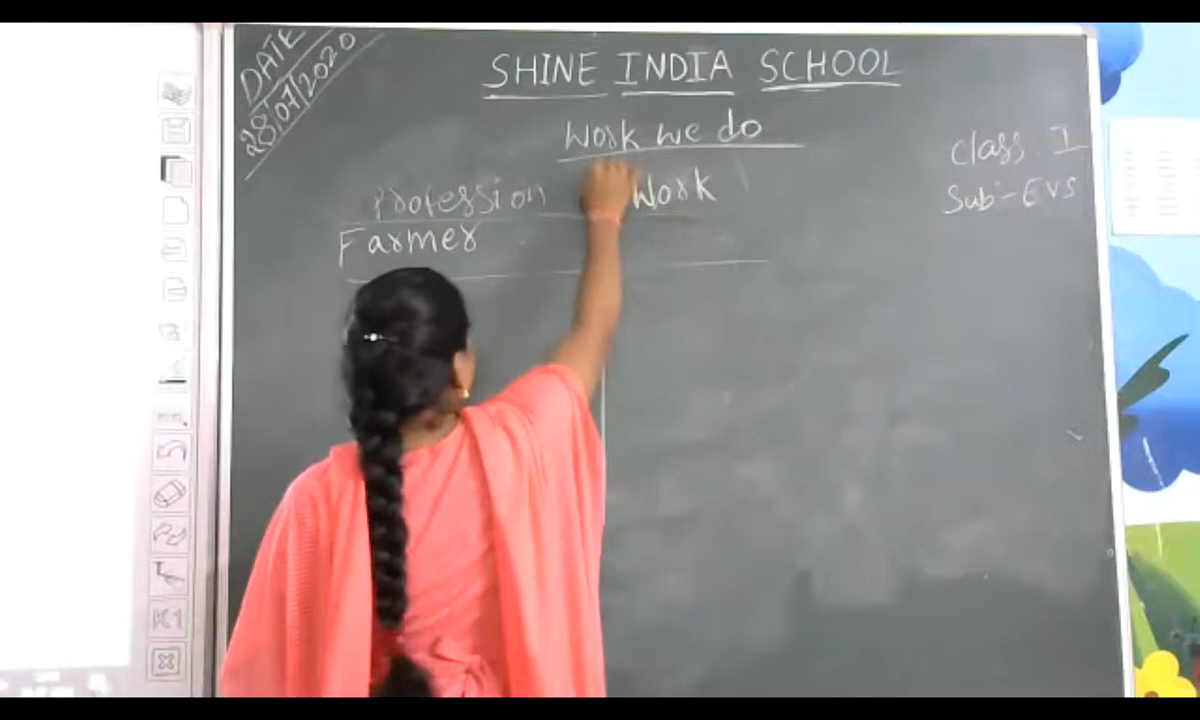 DATE
28/07/2020
SHINE INDIA SCHOOL
Work we do
Class. I
Sub:- EVS
Profession Work
Farmer